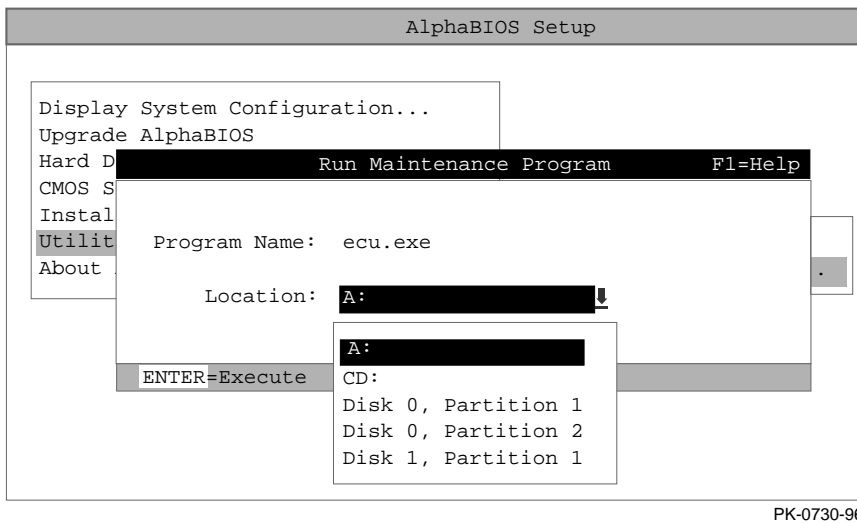 AlphaBIOS Setup
Display System Configuration...
Upgrade AlphaBIOS
Hard D
Run Maintenance Program F1=Help
CMOS S
Instal
Utilit
Program Name: ecu.exe
About .
Location: A:
A:
ENTER=Execute
CD:
Disk 0, Partition 1
Disk 0, Partition 2
Disk 1, Partition 1
PK-0730-96